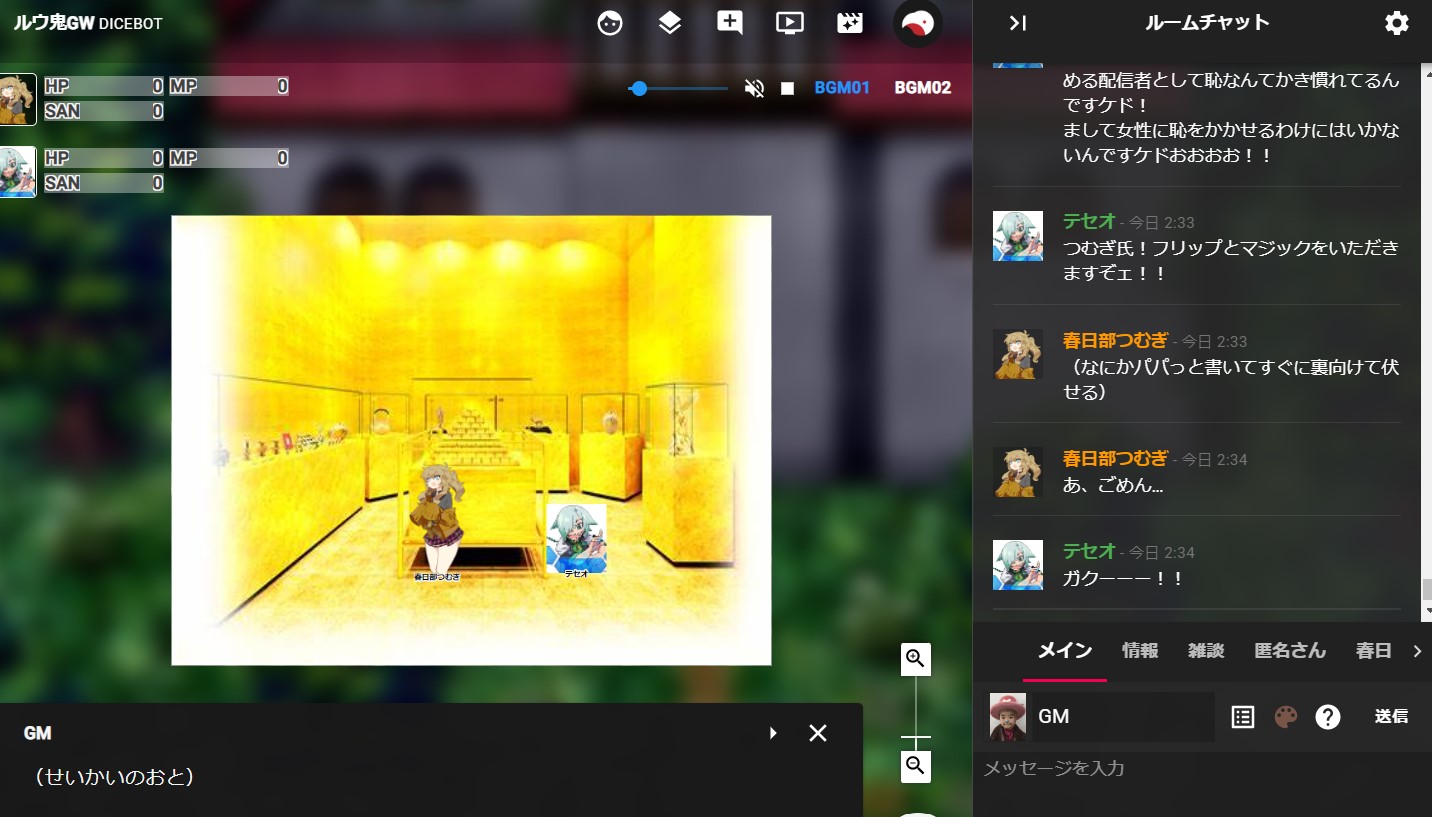 ルウ鬼GW DICEBOT
HP 0 MP 0
SAN 0
HP 0 MP 0
SAN 0
BGM01 BGM02
春日部つむぎ
テセオ
GM
（せいかいのおと）
ルームチャット
める配信者として恥なんてかき慣れてるん
ですケド！
まして女性に恥をかかせるわけにはいかな
いんですケドおおおお！！
テセオ - 今日 2:33
つむぎ氏！フリップとマジックをいただき
ますぞェ！！
春日部つむぎ - 今日 2:33
（なにかパパっと書いてすぐに裏向けて伏
せる）
春日部つむぎ - 今日 2:34
あ、ごめん…
テセオ - 今日 2:34
ガクーーー！！
メイン 情報 雑談 匿名さん 春日
GM
送信
メッセージを入力